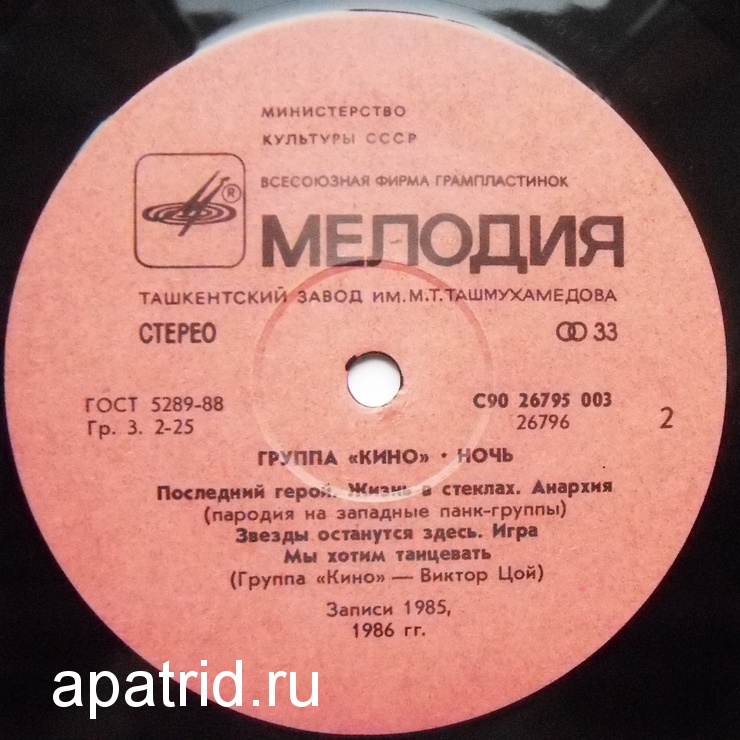 МИНИСТЕРСТВО
КУЛЬТУРЫ СССР
ВСЕСОЮЗНАЯ ФИРМА ГРАМПЛАСТИНОК
®
МЕЛОДИЯ
ТАШКЕНТСКИЙ ЗАВОД ИМ. М.Т. ТАШМУХАМЕДОВА
СТЕРЕО
33
ГОСТ 5289-88
С90 26795 003
Гр. 3. 2-25
26796
2
ГРУППА «КИНО» • НОЧЬ
Последний герой. Жизнь в стеклах. Анархия
(пародия на западные панк-группы)
Звезды останутся здесь. Игра
Мы хотим танцевать
(Группа «Кино» — Виктор Цой)
Записи 1985,
1986 гг.
apatrid.ru